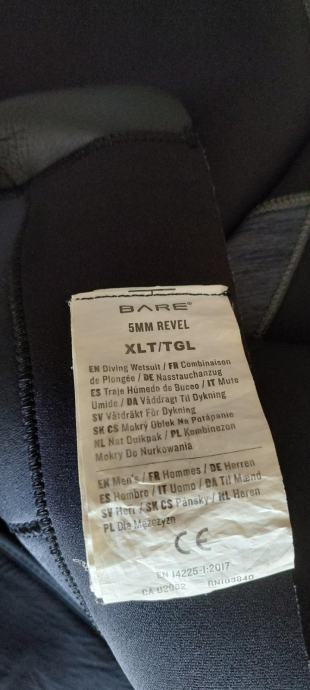 BARE®
5MM REVEL
XLT/TGL
EN Diving Wetsuit / FR Combinaison
de Plongée / DE Nasstauchanzug
ES Traje Húmedo de Buceo / IT Mute
Umide / DA Våddragt Til Dykning
SV Våtdräkt För Dykning
SK CS Mokrý Oblek Na Potápanie
NL Nat Duikpak / PL Kombinezon
Mokry Do Nurkowania
EN Men's / FR Hommes / DE Herren
ES Hombre / IT Uomo / DA Til Mænd
SV Herr / SK CS Pánsky / NL Heren
PL Dla Mężczyzn
CE
EN 14225-1:2017